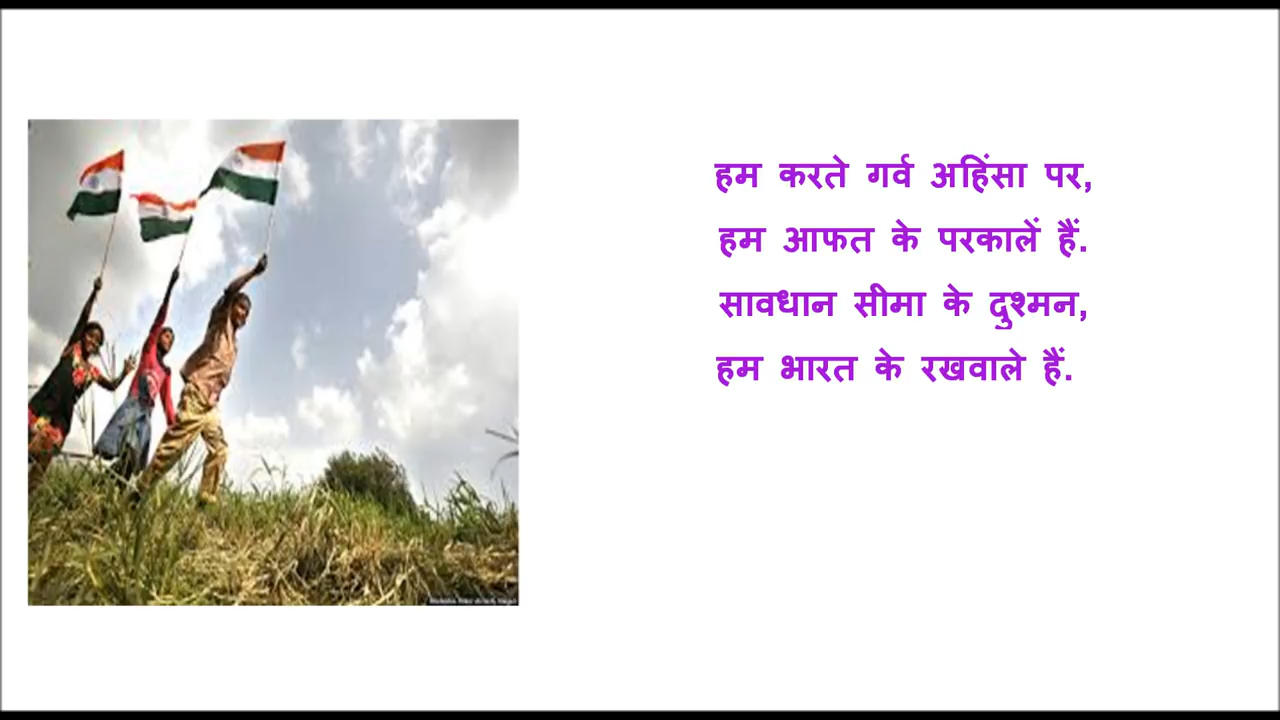 हम करते गर्व अहिंसा पर,
हम आफत के परकालें हैं.
सावधान सीमा के दुश्मन,
हम भारत के रखवाले हैं.